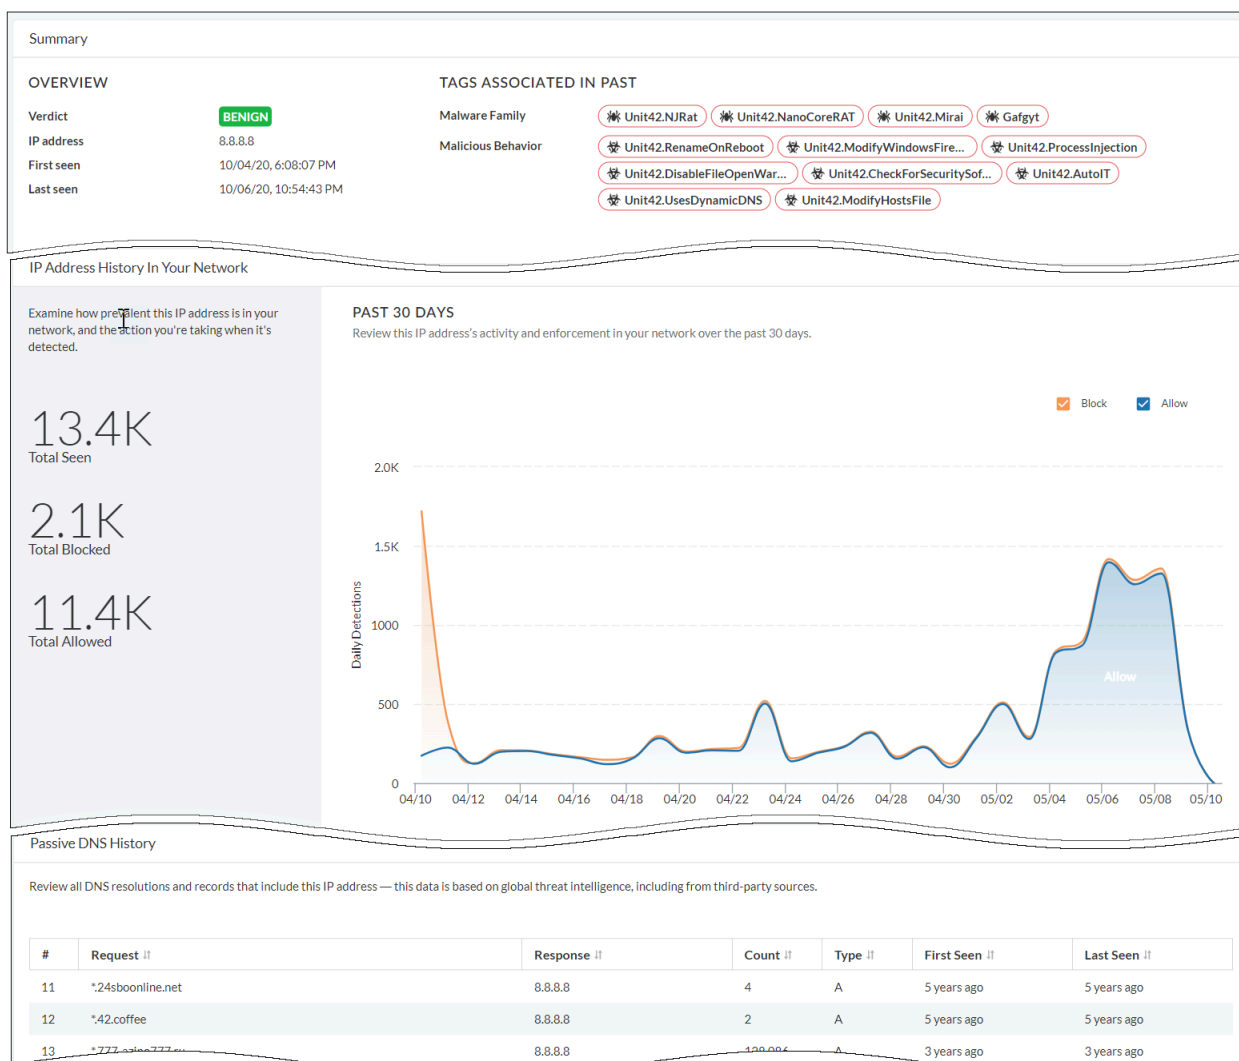 Summary
OVERVIEW
TAGS ASSOCIATED IN PAST
Verdict BENIGN
IP address 8.8.8.8
First seen 10/04/20, 6:08:07 PM
Last seen 10/06/20, 10:54:43 PM
Malware Family Unit42.NJRat Unit42.NanoCoreRAT Unit42.Mirai Gafgyt
Malicious Behavior Unit42.RenameOnReboot Unit42.ModifyWindowsFire... Unit42.ProcessInjection
Unit42.DisableFileOpenWar... Unit42.CheckForSecuritySof... Unit42.AutoIT
Unit42.UsesDynamicDNS Unit42.ModifyHostsFile
IP Address History In Your Network
Examine how prevalent this IP address is in your
network, and the action you're taking when it's
detected.
13.4K
Total Seen
2.1K
Total Blocked
11.4K
Total Allowed
PAST 30 DAYS
Review this IP address's activity and enforcement in your network over the past 30 days.
Block Allow
Daily Detections
2.0K
1.5K
1000
500
0
Allow
04/10 04/12 04/14 04/16 04/18 04/20 04/22 04/24 04/26 04/28 04/30 05/02 05/04 05/06 05/08 05/10
Passive DNS History
Review all DNS resolutions and records that include this IP address — this data is based on global threat intelligence, including from third-party sources.
# Request Response Count Type First Seen Last Seen
11 *.24sboonline.net 8.8.8.8 4 A 5 years ago 5 years ago
12 *.42.coffee 8.8.8.8 2 A 5 years ago 5 years ago
13 8.8.8.8 A 3 years ago 3 years ago